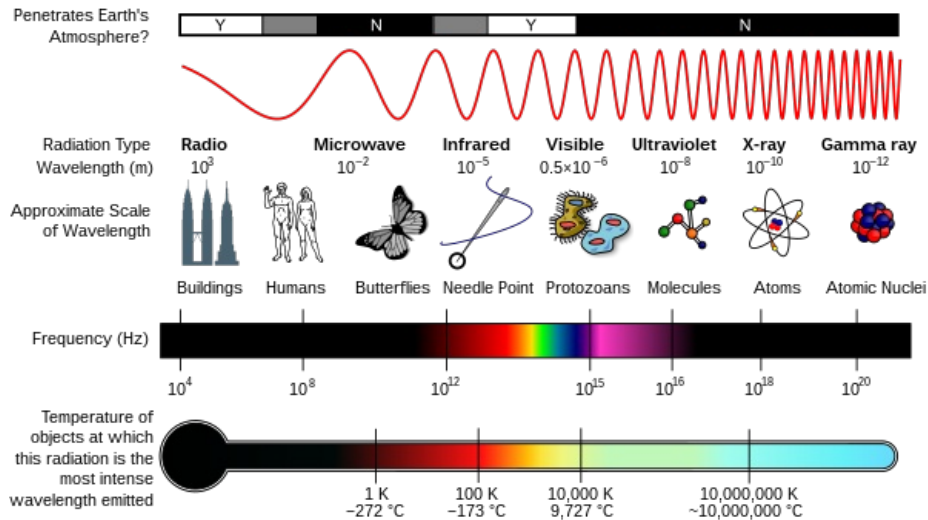 Penetrates Earth's
Atmosphere?
Y N Y N
Radiation Type
Radio Microwave Infrared Visible Ultraviolet X-ray Gamma ray
Wavelength (m)
10³ 10⁻² 10⁻⁵ 0.5×10⁻⁶ 10⁻⁸ 10⁻¹⁰ 10⁻¹²
Approximate Scale
of Wavelength
Buildings Humans Butterflies Needle Point Protozoans Molecules Atoms Atomic Nuclei
Frequency (Hz)
10⁴ 10⁸ 10¹² 10¹⁵ 10¹⁶ 10¹⁸ 10²⁰
Temperature of
objects at which
this radiation is the
most intense
wavelength emitted
1 K 100 K 10,000 K 10,000,000 K
−272 °C −173 °C 9,727 °C ~10,000,000 °C